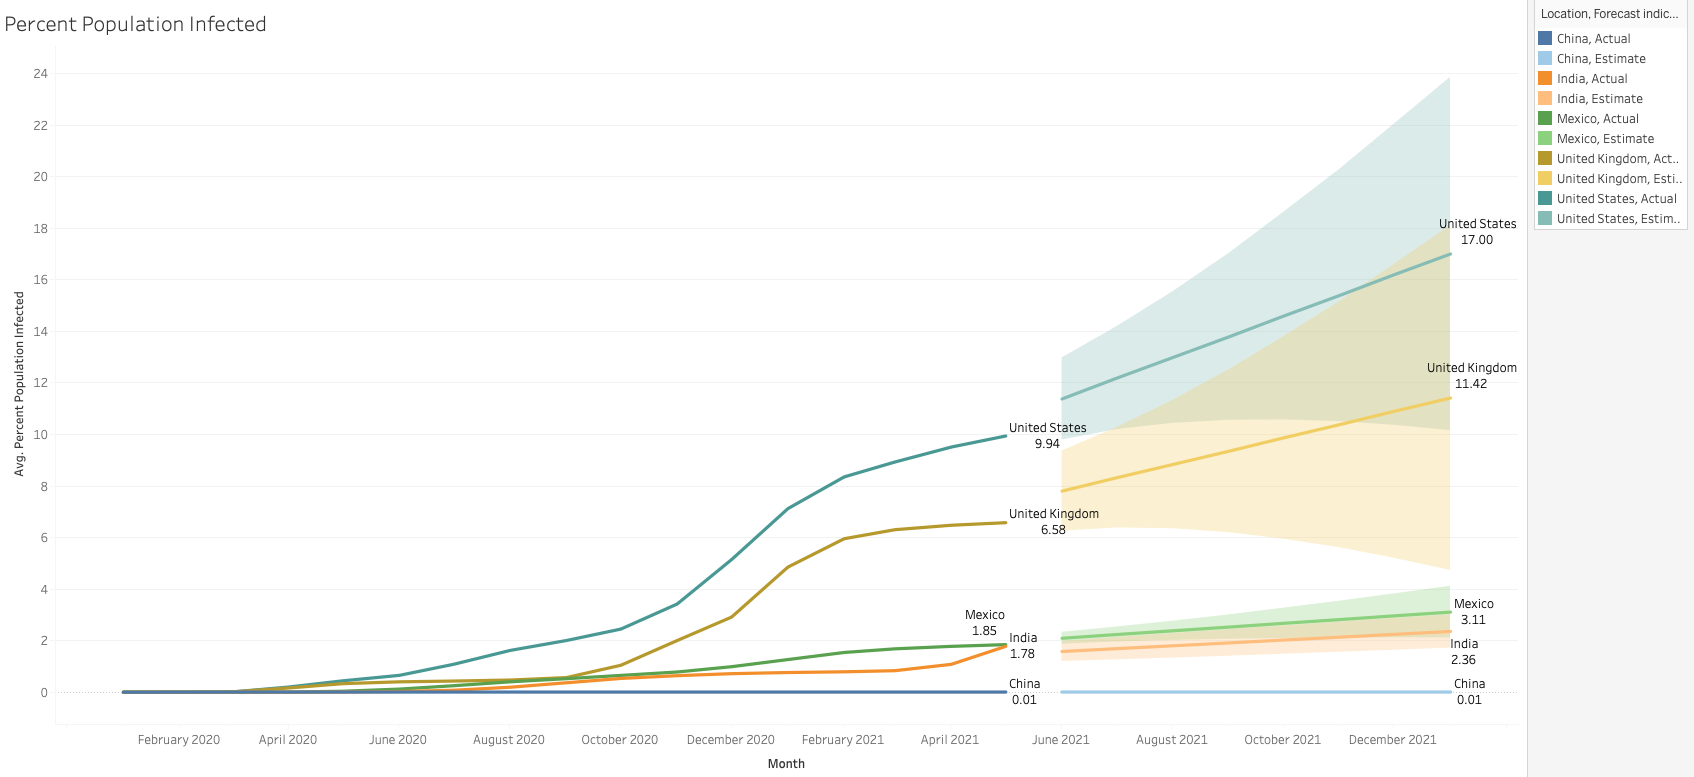 Percent Population Infected
Location, Forecast indic...
China, Actual
China, Estimate
India, Actual
India, Estimate
Mexico, Actual
Mexico, Estimate
United Kingdom, Act..
United Kingdom, Esti..
United States, Actual
United States, Estim..
Avg. Percent Population Infected
24
22
20
18
16
14
12
10
8
6
4
2
0
United States
17.00
United Kingdom
11.42
United States
9.94
United Kingdom
6.58
Mexico
1.85
India
1.78
China
0.01
Mexico
3.11
India
2.36
China
0.01
February 2020
April 2020
June 2020
August 2020
October 2020
December 2020
February 2021
April 2021
June 2021
August 2021
October 2021
December 2021
Month